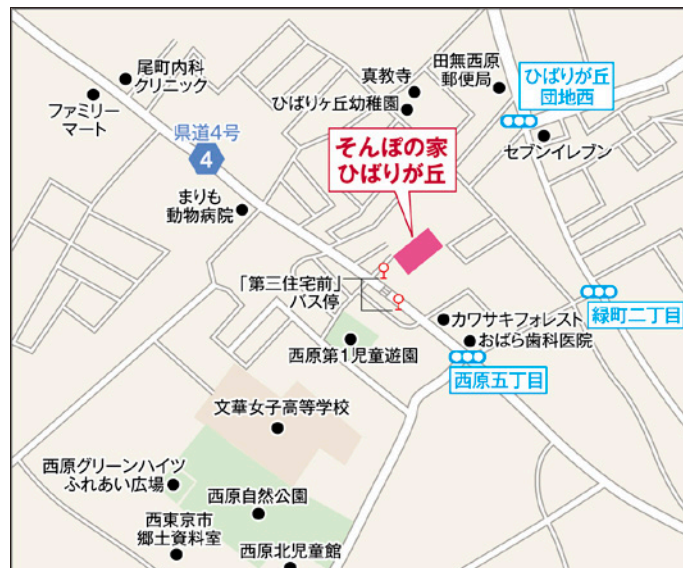 尾町内科
クリニック
ファミリー
マート
県道4号
4
まりも
動物病院
真教寺
ひばりヶ丘幼稚園
田無西原
郵便局
ひばりが丘
団地西
セブンイレブン
そんぽの家
ひばりが丘
「第三住宅前」
バス停
カワサキフォレスト
おばら歯科医院
緑町二丁目
西原五丁目
西原第1児童遊園
文華女子高等学校
西原グリーンハイツ
ふれあい広場
西原自然公園
西東京市
郷土資料室
西原北児童館